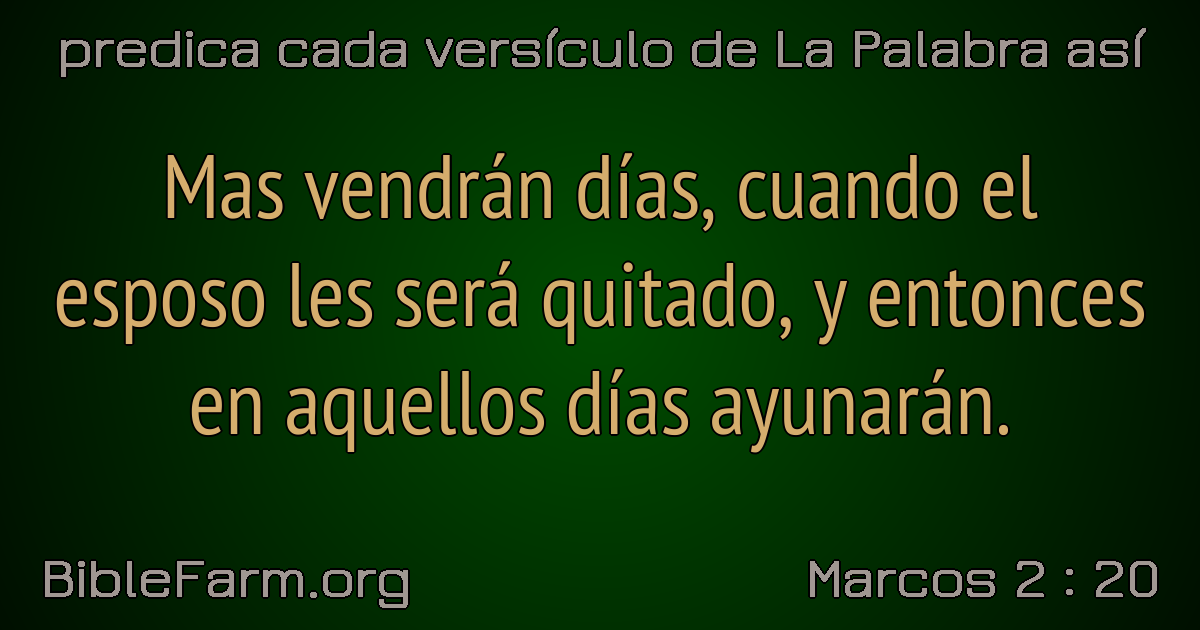 predica cada versículo de La Palabra así
Mas vendrán días, cuando el
esposo les será quitado, y entonces
en aquellos días ayunarán.
BibleFarm.org
Marcos 2 : 20